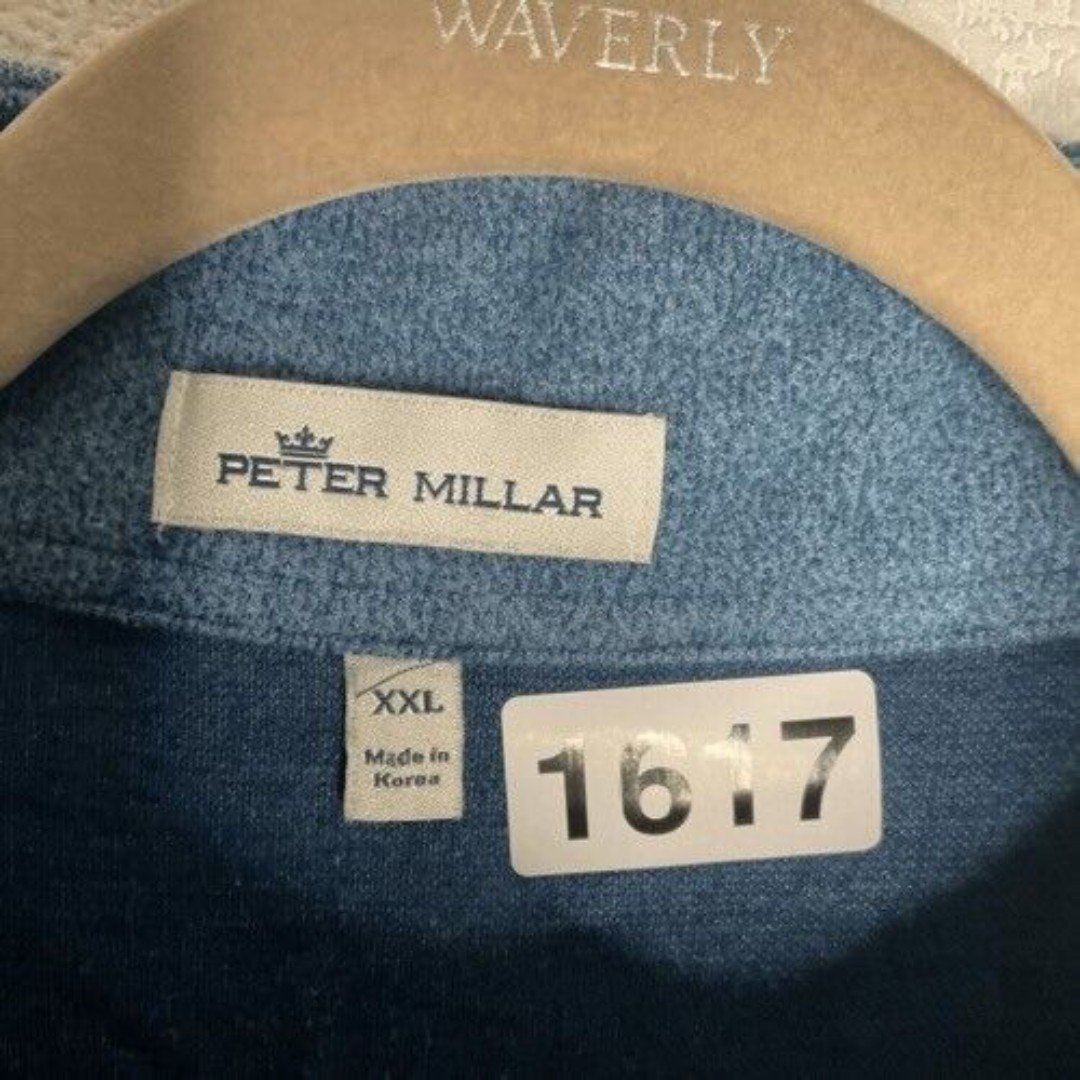 WAVERLY
PETER MILLAR
XXL
Made in
Korea
1617